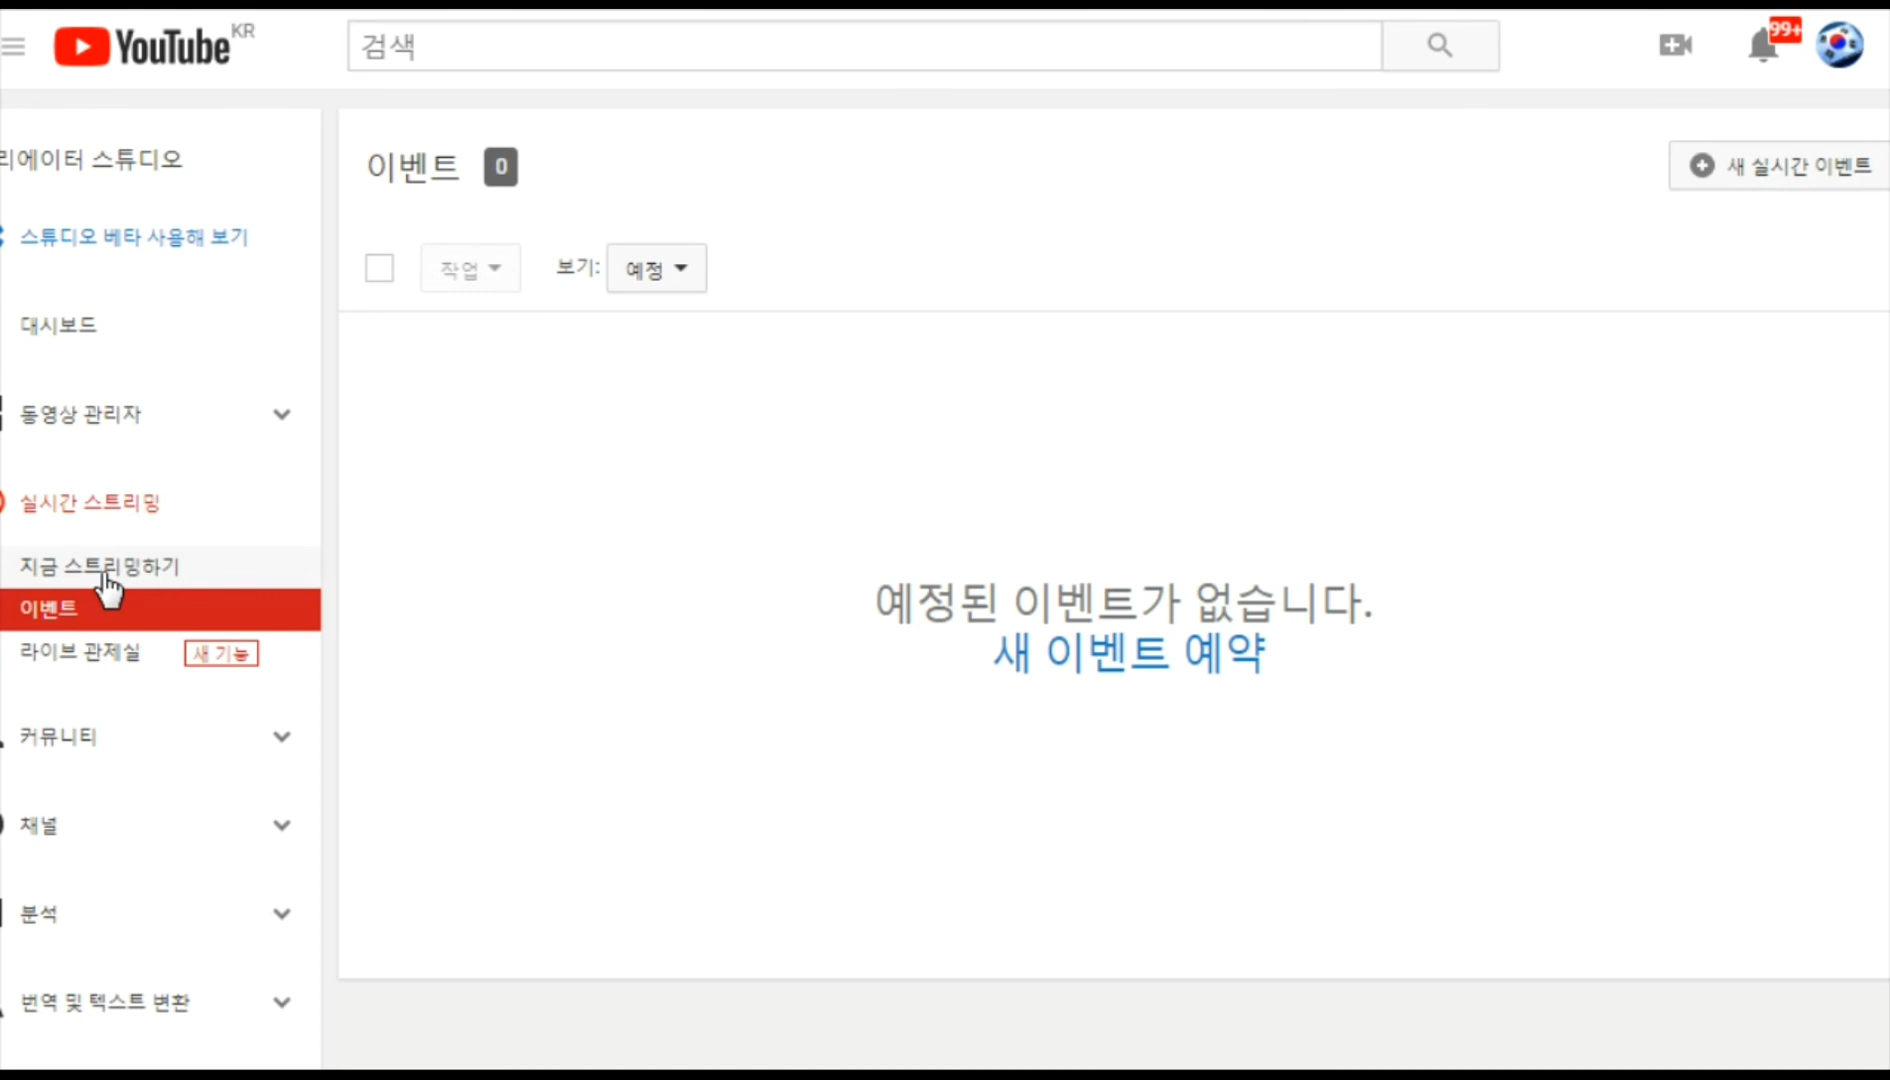 YouTube KR
검색
99+
리에이터 스튜디오
스튜디오 베타 사용해 보기
대시보드
동영상 관리자
실시간 스트리밍
지금 스트리밍하기
이벤트
라이브 관제실 새 기능
커뮤니티
채널
분석
번역 및 텍스트 변환
이벤트 0
새 실시간 이벤트
작업 보기: 예정
예정된 이벤트가 없습니다.
새 이벤트 예약